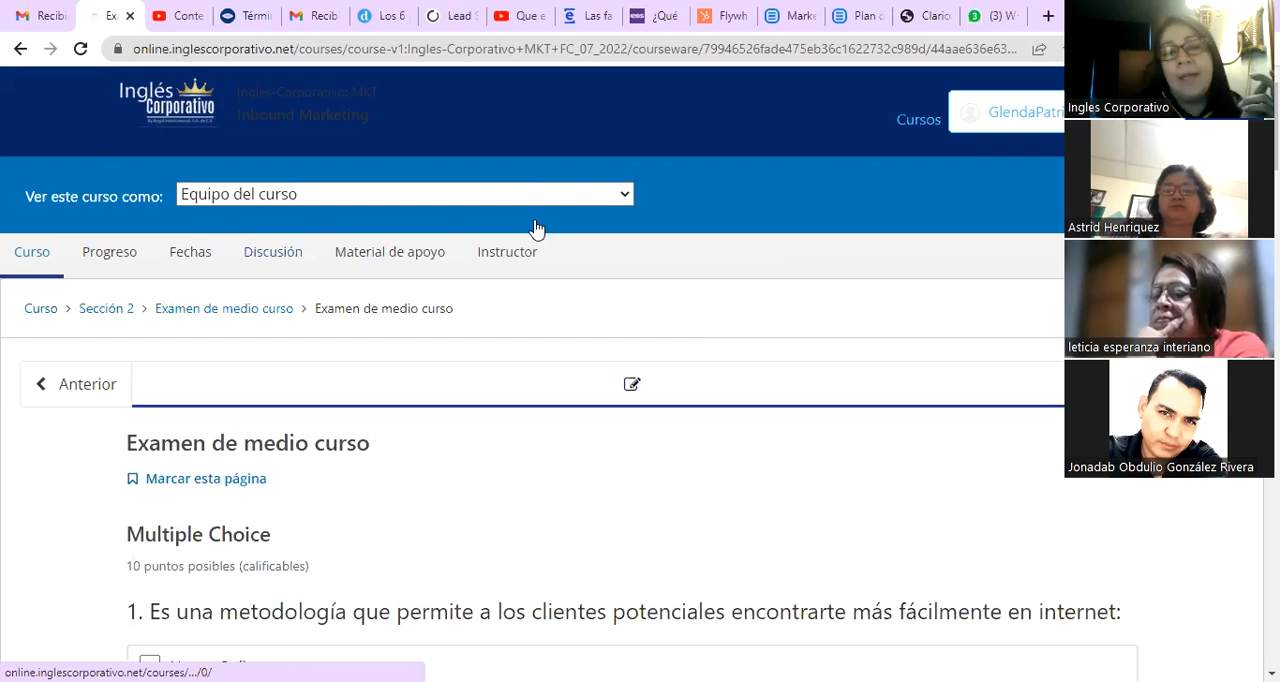 Recibi
Ex
Conte
Térmi
Recib
Los 6
Lead S
Que e
Las fa
¿Qué
Flywh
Marke
Plan d
Clario
(3) W
online.inglescorporativo.net/courses/course-v1:Ingles-Corporativo+MKT+FC_07_2022/courseware/79946526fade475eb36c1622732c989d/44aae636e63...
Inglés Corporativo
Ingles-Corporativo: MKT
Inbound Marketing
Cursos
GlendaPatri
Ver este curso como:
Equipo del curso
Curso
Progreso
Fechas
Discusión
Material de apoyo
Instructor
Curso > Sección 2 > Examen de medio curso > Examen de medio curso
Anterior
Examen de medio curso
Marcar esta página
Multiple Choice
10 puntos posibles (calificables)
1. Es una metodología que permite a los clientes potenciales encontrarte más fácilmente en internet:
online.inglescorporativo.net/courses/.../0/
Ingles Corporativo
Astrid Henriquez
leticia esperanza interiano
Jonadab Obdulio González Rivera